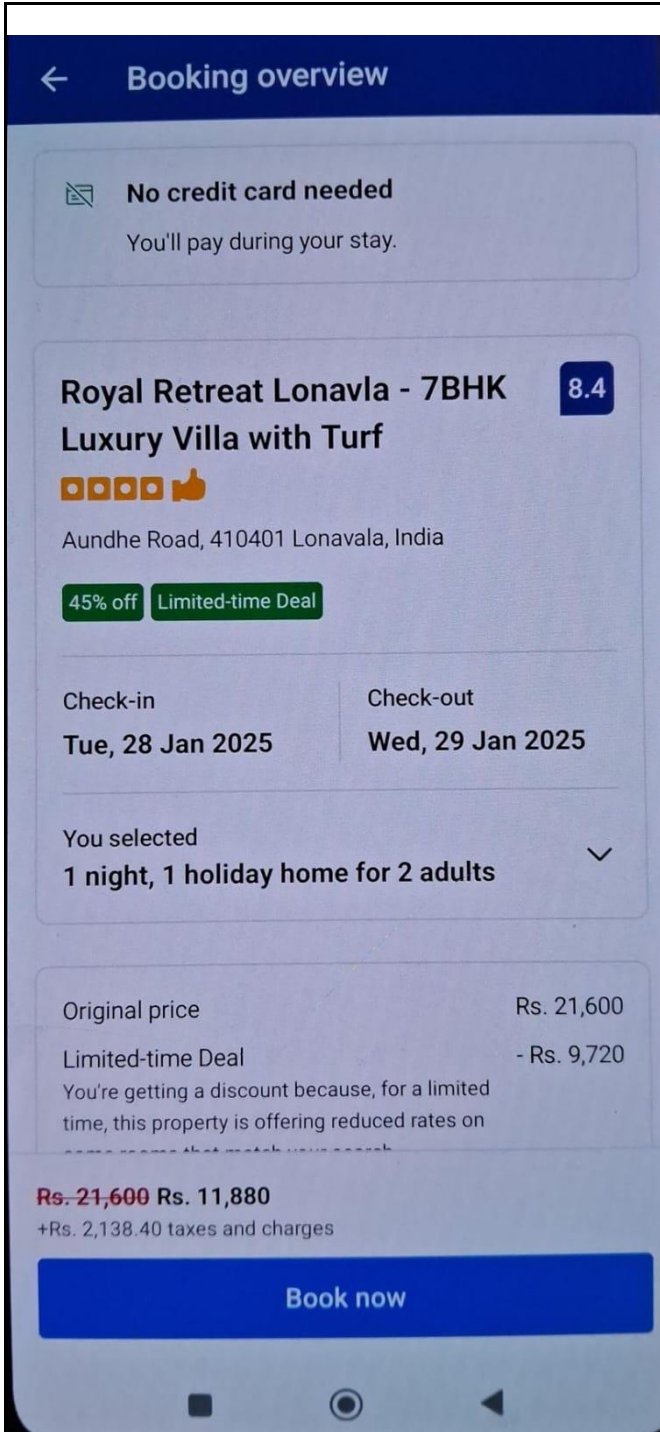 Booking overview
No credit card needed
You'll pay during your stay.
Royal Retreat Lonavla - 7BHK
8.4
Luxury Villa with Turf
Aundhe Road, 410401 Lonavala, India
45% off Limited-time Deal
Check-in
Check-out
Tue, 28 Jan 2025
Wed, 29 Jan 2025
You selected
1 night, 1 holiday home for 2 adults
Original price Rs. 21,600
Limited-time Deal - Rs. 9,720
You're getting a discount because, for a limited
time, this property is offering reduced rates on
Rs. 21,600 Rs. 11,880
+Rs. 2,138.40 taxes and charges
Book now